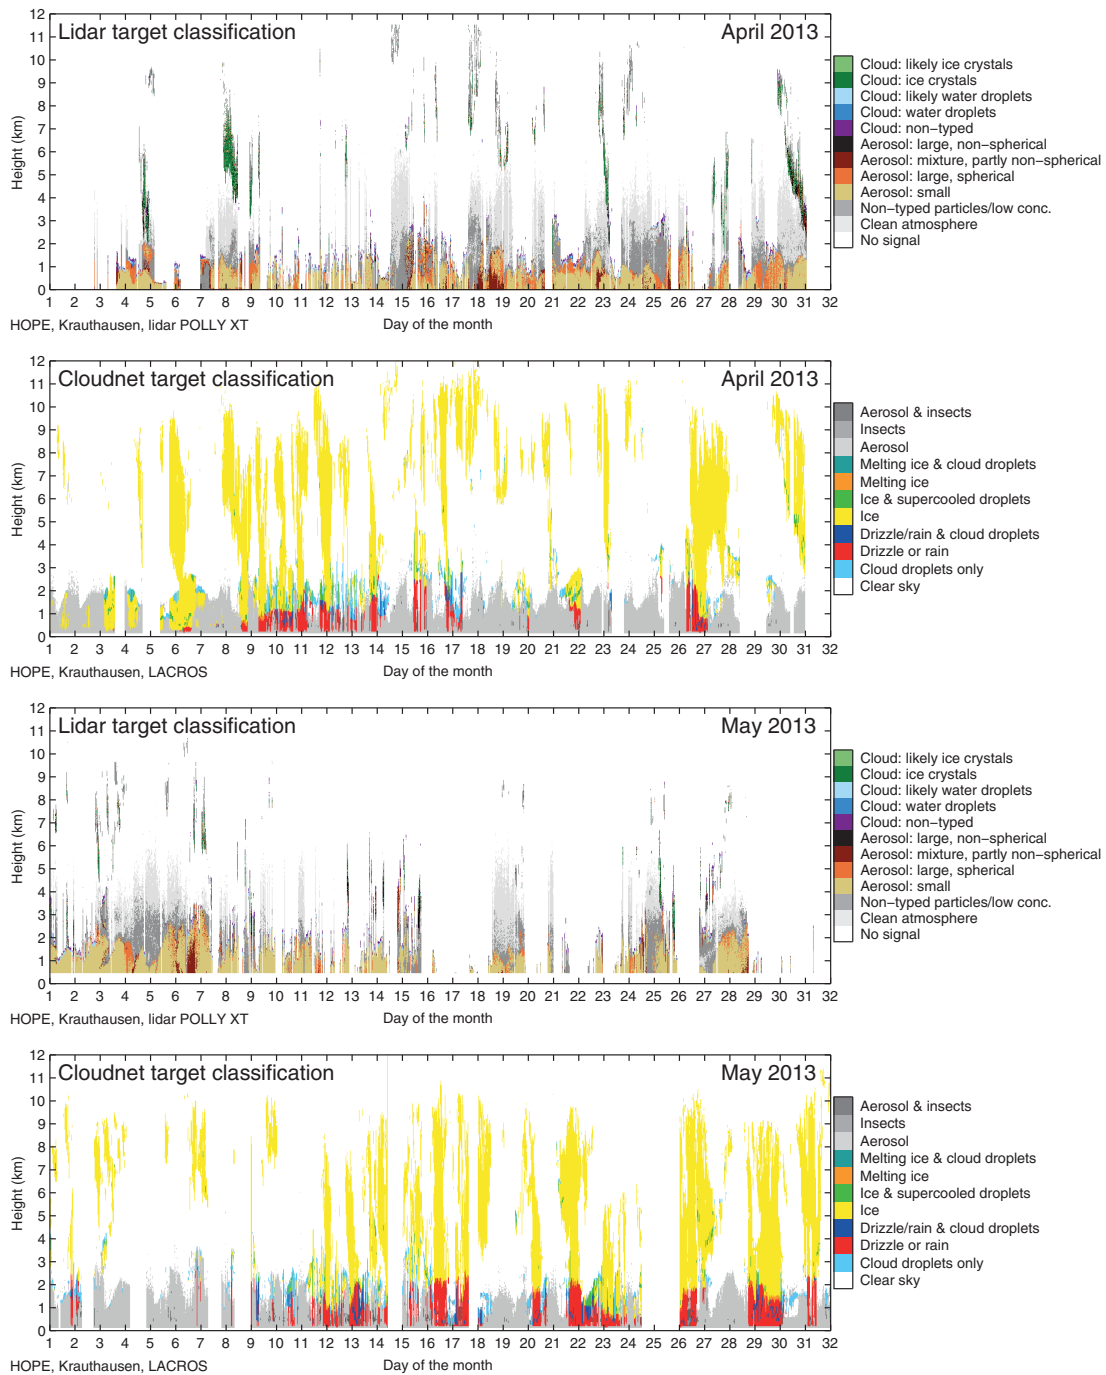 Lidar target classification
April 2013
12
11
10
9
8
7
6
5
4
3
2
1
0
Height (km)
1 2 3 4 5 6 7 8 9 10 11 12 13 14 15 16 17 18 19 20 21 22 23 24 25 26 27 28 29 30 31 32
HOPE, Krauthausen, lidar POLLY XT
Day of the month
Cloud: likely ice crystals
Cloud: ice crystals
Cloud: likely water droplets
Cloud: water droplets
Cloud: non-typed
Aerosol: large, non-spherical
Aerosol: mixture, partly non-spherical
Aerosol: large, spherical
Aerosol: small
Non-typed particles/low conc.
Clean atmosphere
No signal
Cloudnet target classification
April 2013
12
11
10
9
8
7
6
5
4
3
2
1
0
Height (km)
1 2 3 4 5 6 7 8 9 10 11 12 13 14 15 16 17 18 19 20 21 22 23 24 25 26 27 28 29 30 31 32
HOPE, Krauthausen, LACROS
Day of the month
Aerosol & insects
Insects
Aerosol
Melting ice & cloud droplets
Melting ice
Ice & supercooled droplets
Ice
Drizzle/rain & cloud droplets
Drizzle or rain
Cloud droplets only
Clear sky
Lidar target classification
May 2013
12
11
10
9
8
7
6
5
4
3
2
1
0
Height (km)
1 2 3 4 5 6 7 8 9 10 11 12 13 14 15 16 17 18 19 20 21 22 23 24 25 26 27 28 29 30 31 32
HOPE, Krauthausen, lidar POLLY XT
Day of the month
Cloud: likely ice crystals
Cloud: ice crystals
Cloud: likely water droplets
Cloud: water droplets
Cloud: non-typed
Aerosol: large, non-spherical
Aerosol: mixture, partly non-spherical
Aerosol: large, spherical
Aerosol: small
Non-typed particles/low conc.
Clean atmosphere
No signal
Cloudnet target classification
May 2013
12
11
10
9
8
7
6
5
4
3
2
1
0
Height (km)
1 2 3 4 5 6 7 8 9 10 11 12 13 14 15 16 17 18 19 20 21 22 23 24 25 26 27 28 29 30 31 32
HOPE, Krauthausen, LACROS
Day of the month
Aerosol & insects
Insects
Aerosol
Melting ice & cloud droplets
Melting ice
Ice & supercooled droplets
Ice
Drizzle/rain & cloud droplets
Drizzle or rain
Cloud droplets only
Clear sky